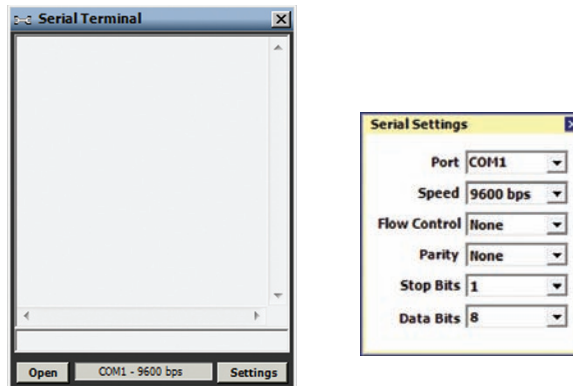 Serial Terminal
Open COM1 - 9600 bps Settings
Serial Settings
Port COM1
Speed 9600 bps
Flow Control None
Parity None
Stop Bits 1
Data Bits 8